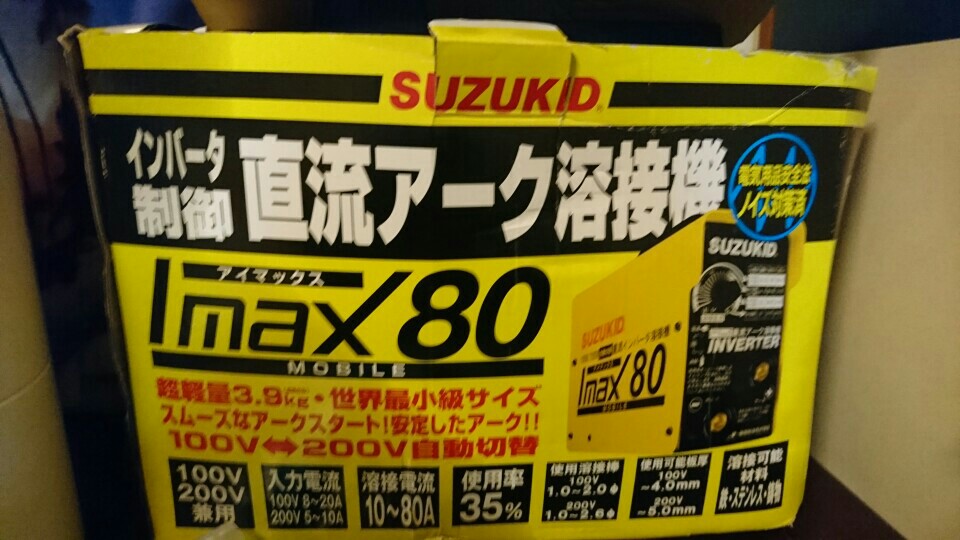 SUZUKID
インバータ
制御
直流アーク溶接機
電気用品安全法
ノイズ対策済
アイマックス
Imax80
MOBILE
超軽量3.9kg・世界最小級サイズ
スムーズなアークスタート!安定したアーク!!
100V⇔200V自動切替
SUZUKID
INVERTER
SUZUKID
Imax80
MOBILE
100V
200V
兼用
入力電流
100V 8~20A
200V 5~10A
溶接電流
10~80A
使用率
35%
使用溶接棒
100V
1.0~2.0φ
200V
1.0~2.6φ
使用可能板厚
100V
~4.0mm
200V
~5.0mm
溶接可能
材料
鉄・ステンレス・鋳物